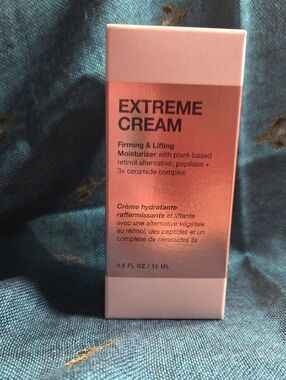 EXTREME
CREAM
Firming & Lifting
Moisturizer with plant-based
retinol alternative, peptides +
3x ceramide complex
Crème hydratante
raffermissante et liftante
avec une alternative végétale
au rétinol, des peptides et un
complexe de céramides 3x
0.5 FL OZ / 15 ML